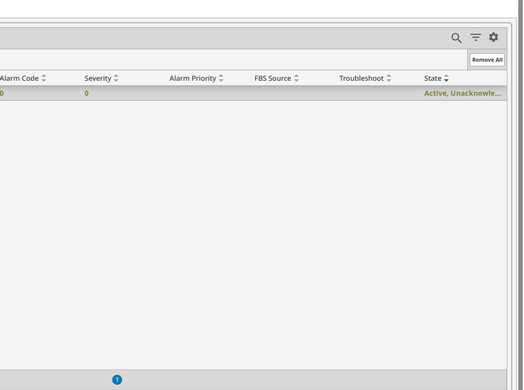 Remove All
Alarm Code Severity Alarm Priority FBS Source Troubleshoot State
0 0 Active, Unacknowle...
1